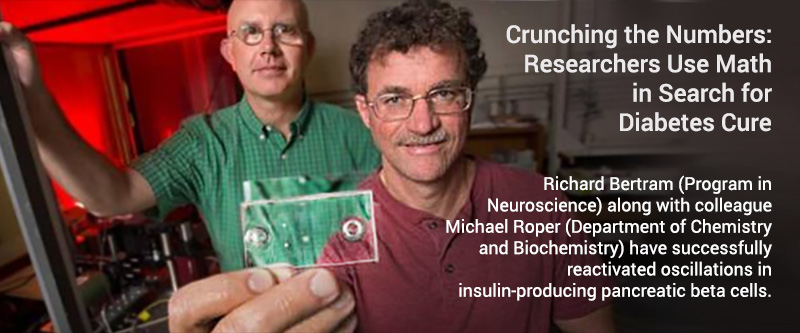 Crunching the Numbers:
Researchers Use Math
in Search for
Diabetes Cure
Richard Bertram (Program in
Neuroscience) along with colleague
Michael Roper (Department of Chemistry
and Biochemistry) have successfully
reactivated oscillations in
insulin-producing pancreatic beta cells.